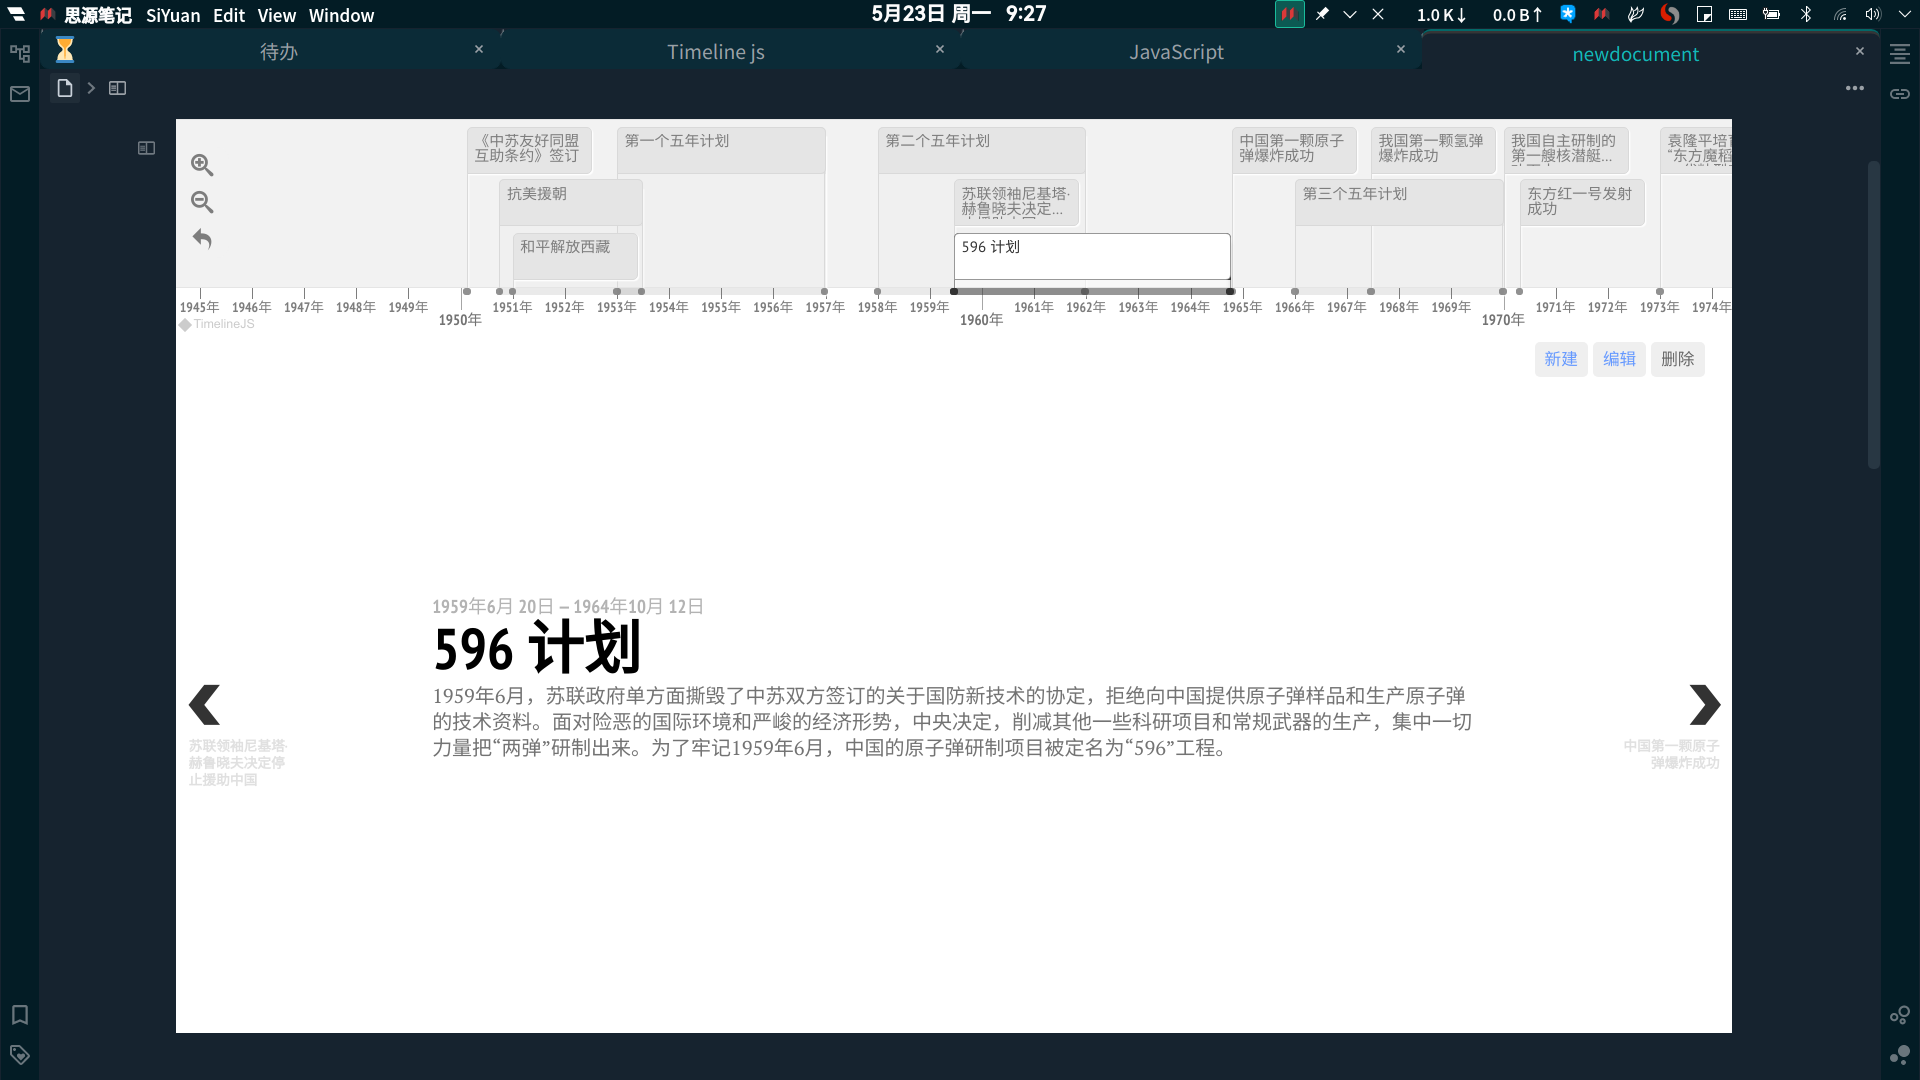 思源笔记 SiYuan Edit View Window
5月23日 周一 9:27
1.0 K↓ 0.0 B↑
待办
Timeline js
JavaScript
newdocument
《中苏友好同盟
互助条约》签订
第一个五年计划
第二个五年计划
中国第一颗原子
弹爆炸成功
我国第一颗氢弹
爆炸成功
我国自主研制的
第一艘核潜艇...
袁隆平培
“东方魔稻
抗美援朝
苏联领袖尼基塔·
赫鲁晓夫决定...
第三个五年计划
东方红一号发射
成功
和平解放西藏
596 计划
1945年 1946年 1947年 1948年 1949年 1950年 1951年 1952年 1953年 1954年 1955年 1956年 1957年 1958年 1959年 1960年 1961年 1962年 1963年 1964年 1965年 1966年 1967年 1968年 1969年 1970年 1971年 1972年 1973年 1974年
TimelineJS
新建 编辑 删除
1959年6月 20日 – 1964年10月 12日
596 计划
1959年6月，苏联政府单方面撕毁了中苏双方签订的关于国防新技术的协定，拒绝向中国提供原子弹样品和生产原子弹
的技术资料。面对险恶的国际环境和严峻的经济形势，中央决定，削减其他一些科研项目和常规武器的生产，集中一切
力量把“两弹”研制出来。为了牢记1959年6月，中国的原子弹研制项目被定名为“596”工程。
苏联领袖尼基塔·
赫鲁晓夫决定停
止援助中国
中国第一颗原子
弹爆炸成功